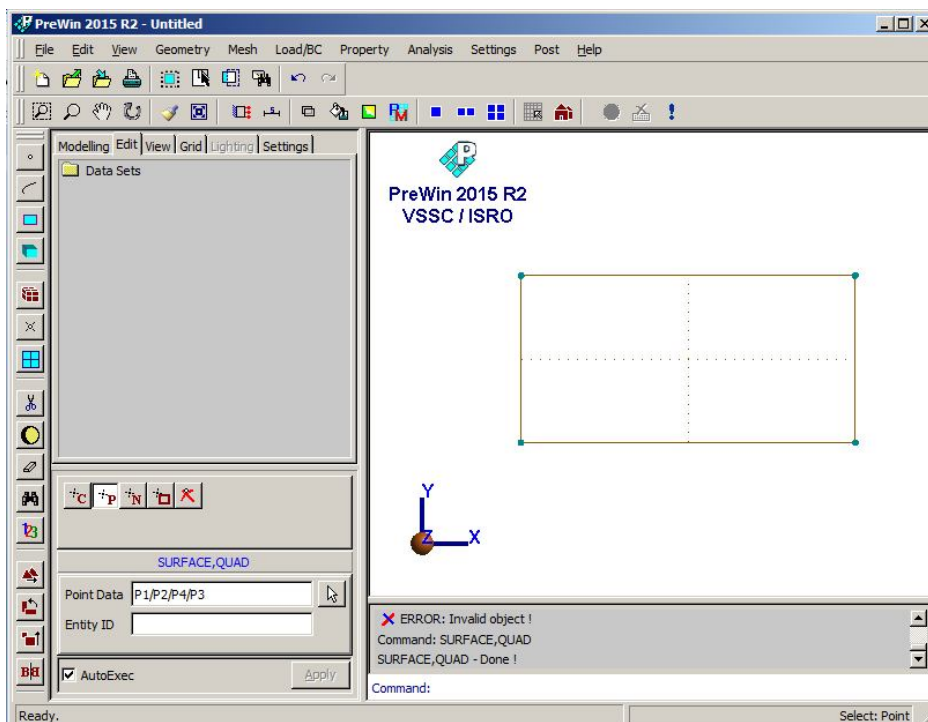 PreWin 2015 R2 - Untitled
File Edit View Geometry Mesh Load/BC Property Analysis Settings Post Help
Modelling Edit View Grid Lighting Settings
Data Sets
PreWin 2015 R2
VSSC / ISRO
Y
Z X
C P N
SURFACE,QUAD
Point Data P1/P2/P4/P3
Entity ID
AutoExec Apply
ERROR: Invalid object !
Command: SURFACE,QUAD
SURFACE,QUAD - Done !
Command:
Ready. Select: Point